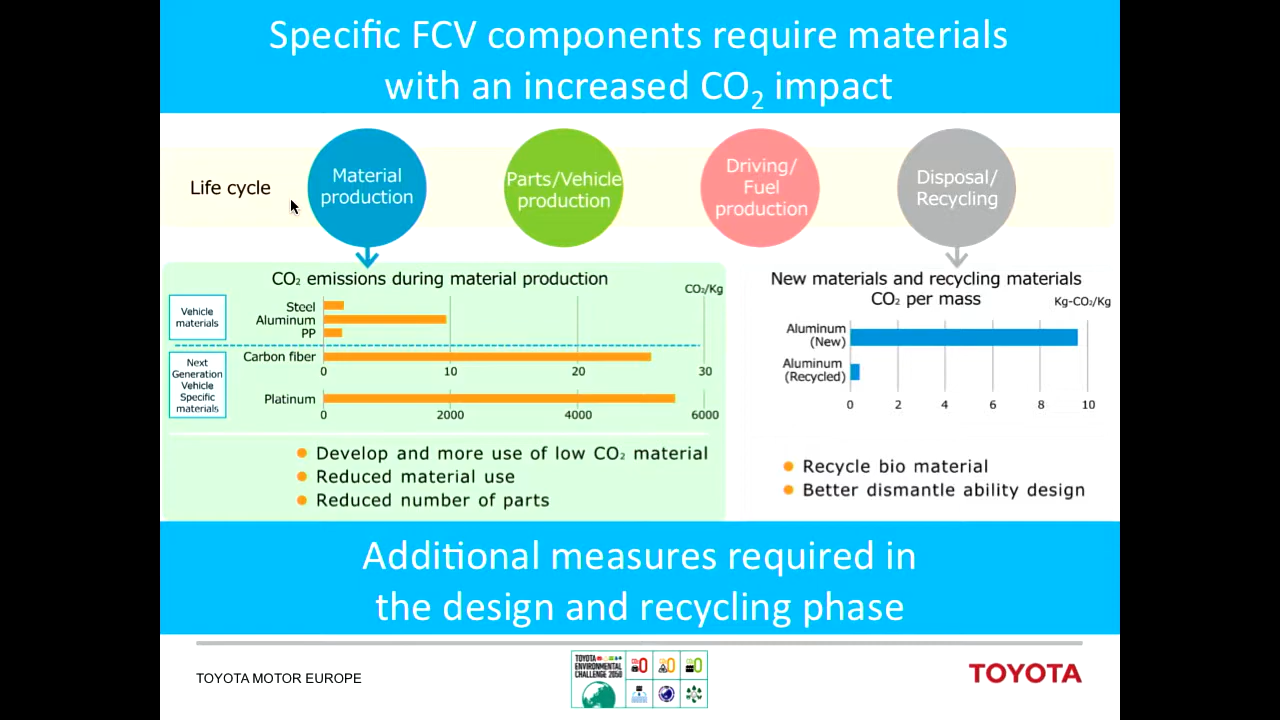 Specific FCV components require materials
with an increased CO₂ impact
Life cycle
Material
production
Parts/Vehicle
production
Driving/
Fuel
production
Disposal/
Recycling
CO₂ emissions during material production
CO₂/Kg
Vehicle
materials
Steel
Aluminum
PP
Next
Generation
Vehicle
Specific
materials
Carbon fiber
0 10 20 30
Platinum
0 2000 4000 6000
Develop and more use of low CO₂ material
Reduced material use
Reduced number of parts
New materials and recycling materials
CO₂ per mass
Kg-CO₂/Kg
Aluminum
(New)
Aluminum
(Recycled)
0 2 4 6 8 10
Recycle bio material
Better dismantle ability design
Additional measures required in
the design and recycling phase
TOYOTA MOTOR EUROPE
TOYOTA
ENVIRONMENTAL
CHALLENGE 2050
TOYOTA